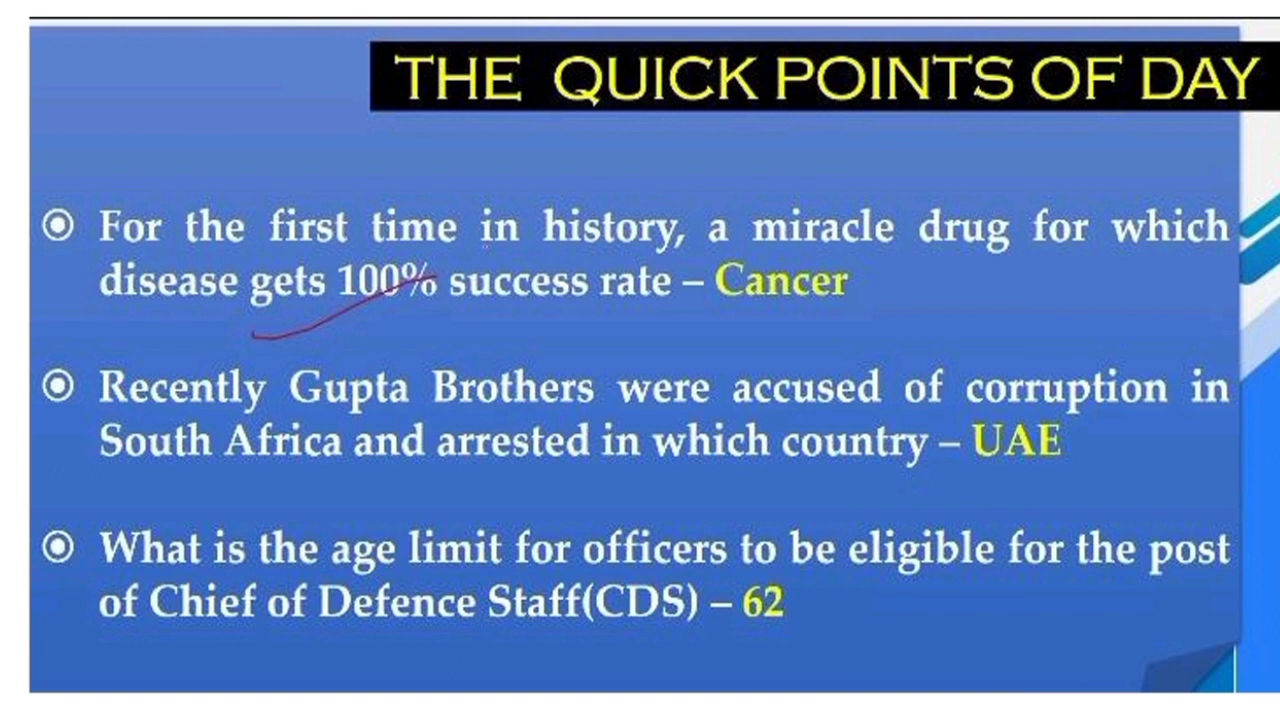 THE QUICK POINTS OF DAY
For the first time in history, a miracle drug for which
disease gets 100% success rate – Cancer
Recently Gupta Brothers were accused of corruption in
South Africa and arrested in which country – UAE
What is the age limit for officers to be eligible for the post
of Chief of Defence Staff(CDS) – 62